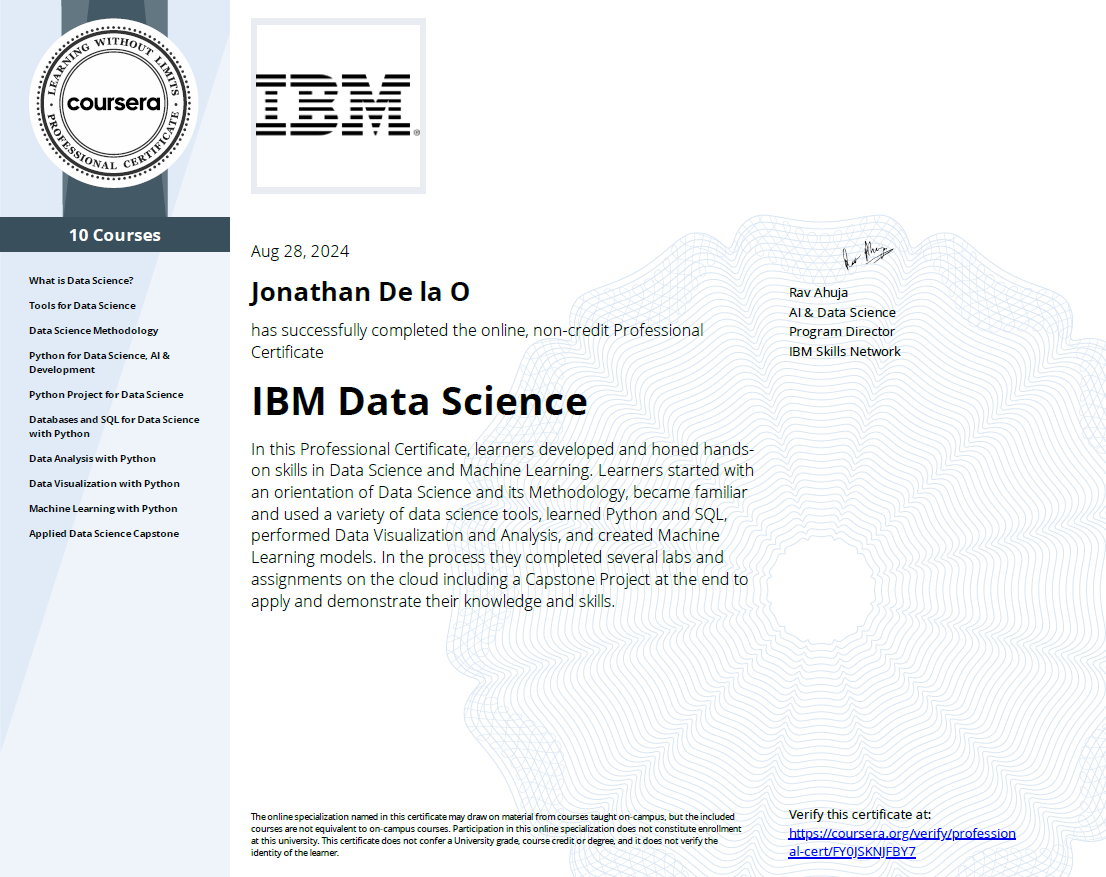 LEARNING WITHOUT LIMITS
coursera
PROFESSIONAL CERTIFICATE
10 Courses
What is Data Science?
Tools for Data Science
Data Science Methodology
Python for Data Science, AI &
Development
Python Project for Data Science
Databases and SQL for Data Science
with Python
Data Analysis with Python
Data Visualization with Python
Machine Learning with Python
Applied Data Science Capstone
IBM®
Aug 28, 2024
Jonathan De la O
has successfully completed the online, non-credit Professional
Certificate
IBM Data Science
In this Professional Certificate, learners developed and honed hands-
on skills in Data Science and Machine Learning. Learners started with
an orientation of Data Science and its Methodology, became familiar
and used a variety of data science tools, learned Python and SQL,
performed Data Visualization and Analysis, and created Machine
Learning models. In the process they completed several labs and
assignments on the cloud including a Capstone Project at the end to
apply and demonstrate their knowledge and skills.
Rav Ahuja
Rav Ahuja
AI & Data Science
Program Director
IBM Skills Network
The online specialization named in this certificate may draw on material from courses taught on-campus, but the included
courses are not equivalent to on-campus courses. Participation in this online specialization does not constitute enrollment
at this university. This certificate does not confer a University grade, course credit or degree, and it does not verify the
identity of the learner.
Verify this certificate at:
https://coursera.org/verify/profession
al-cert/FY0JSKNJFBY7